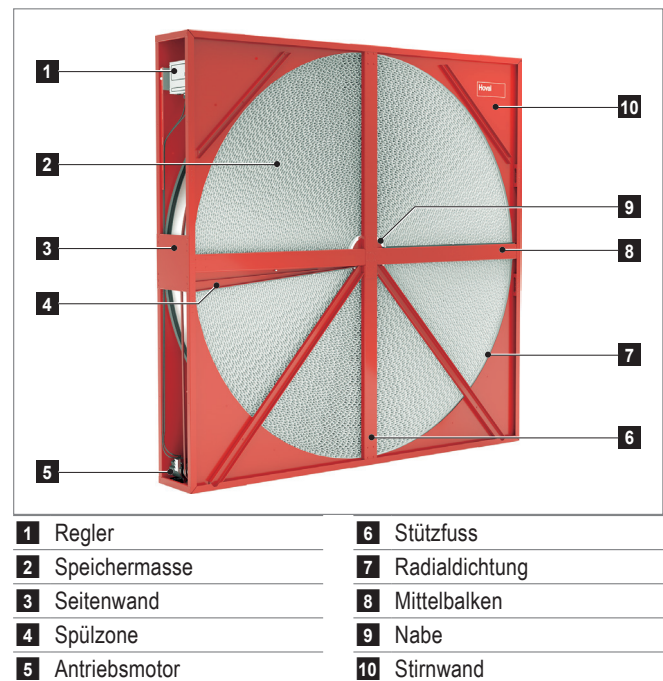 1
2
3
4
5
Hoval
10
9
8
7
6
1 Regler
2 Speichermasse
3 Seitenwand
4 Spülzone
5 Antriebsmotor
6 Stützfuss
7 Radialdichtung
8 Mittelbalken
9 Nabe
10 Stirnwand